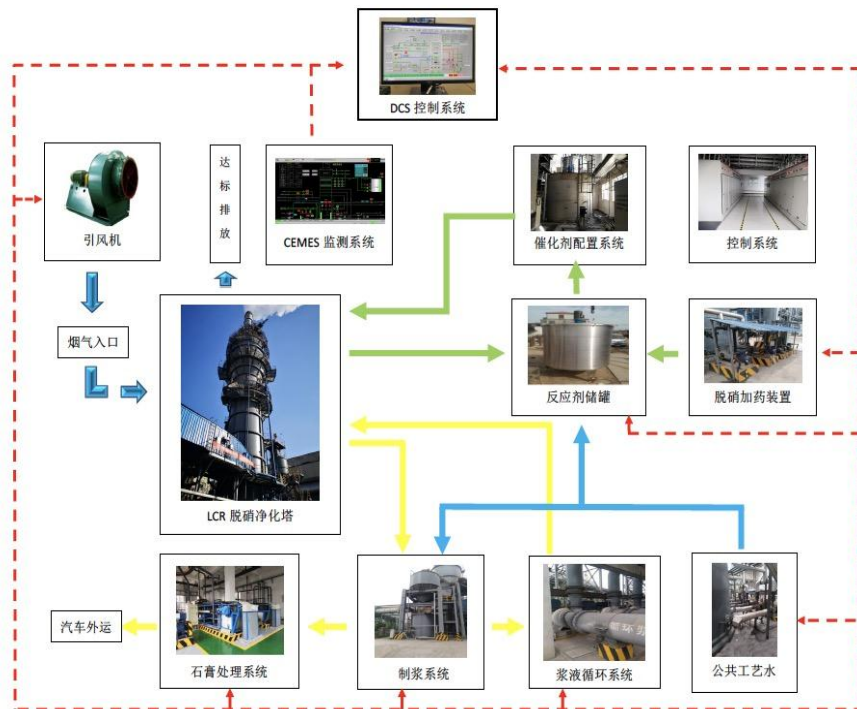 DCS 控制系统
引风机
达标排放
CEMES 监测系统
催化剂配置系统
控制系统
烟气入口
反应剂储罐
脱硝加药装置
LCR 脱硝净化塔
汽车外运
石膏处理系统
制浆系统
浆液循环系统
公共工艺水